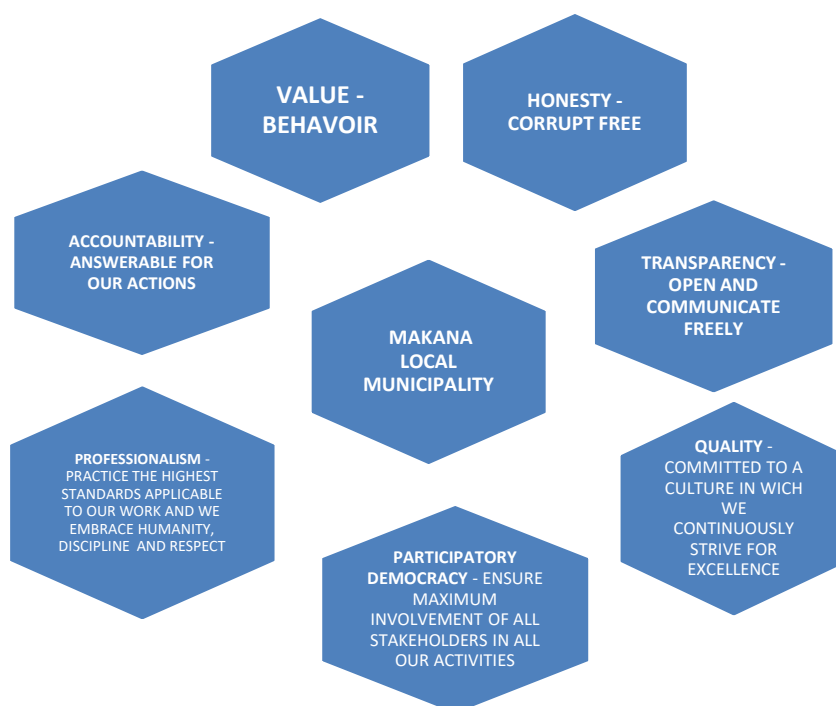 VALUE -
BEHAVOIR
HONESTY -
CORRUPT FREE
ACCOUNTABILITY -
ANSWERABLE FOR
OUR ACTIONS
TRANSPARENCY -
OPEN AND
COMMUNICATE
FREELY
MAKANA
LOCAL
MUNICIPALITY
PROFESSIONALISM -
PRACTICE THE HIGHEST
STANDARDS APPLICABLE
TO OUR WORK AND WE
EMBRACE HUMANITY,
DISCIPLINE AND RESPECT
QUALITY -
COMMITTED TO A
CULTURE IN WICH
WE
CONTINUOUSLY
STRIVE FOR
EXCELLENCE
PARTICIPATORY
DEMOCRACY - ENSURE
MAXIMUM
INVOLVEMENT OF ALL
STAKEHOLDERS IN ALL
OUR ACTIVITIES